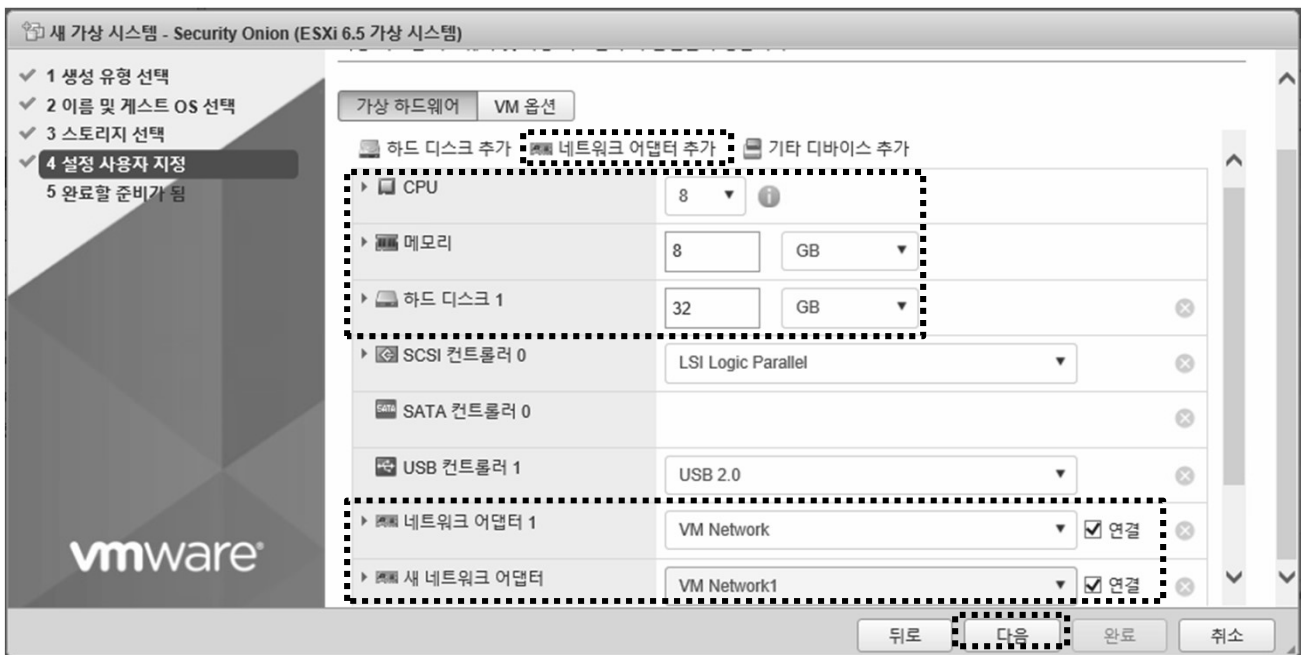 새 가상 시스템 - Security Onion (ESXi 6.5 가상 시스템)
1 생성 유형 선택
2 이름 및 게스트 OS 선택
3 스토리지 선택
4 설정 사용자 지정
5 완료할 준비가 됨
vmware
가상 하드웨어 VM 옵션
하드 디스크 추가 네트워크 어댑터 추가 기타 디바이스 추가
CPU 8
메모리 8 GB
하드 디스크 1 32 GB
SCSI 컨트롤러 0 LSI Logic Parallel
SATA SATA 컨트롤러 0
USB 컨트롤러 1 USB 2.0
네트워크 어댑터 1 VM Network 연결
새 네트워크 어댑터 VM Network1 연결
뒤로 다음 완료 취소